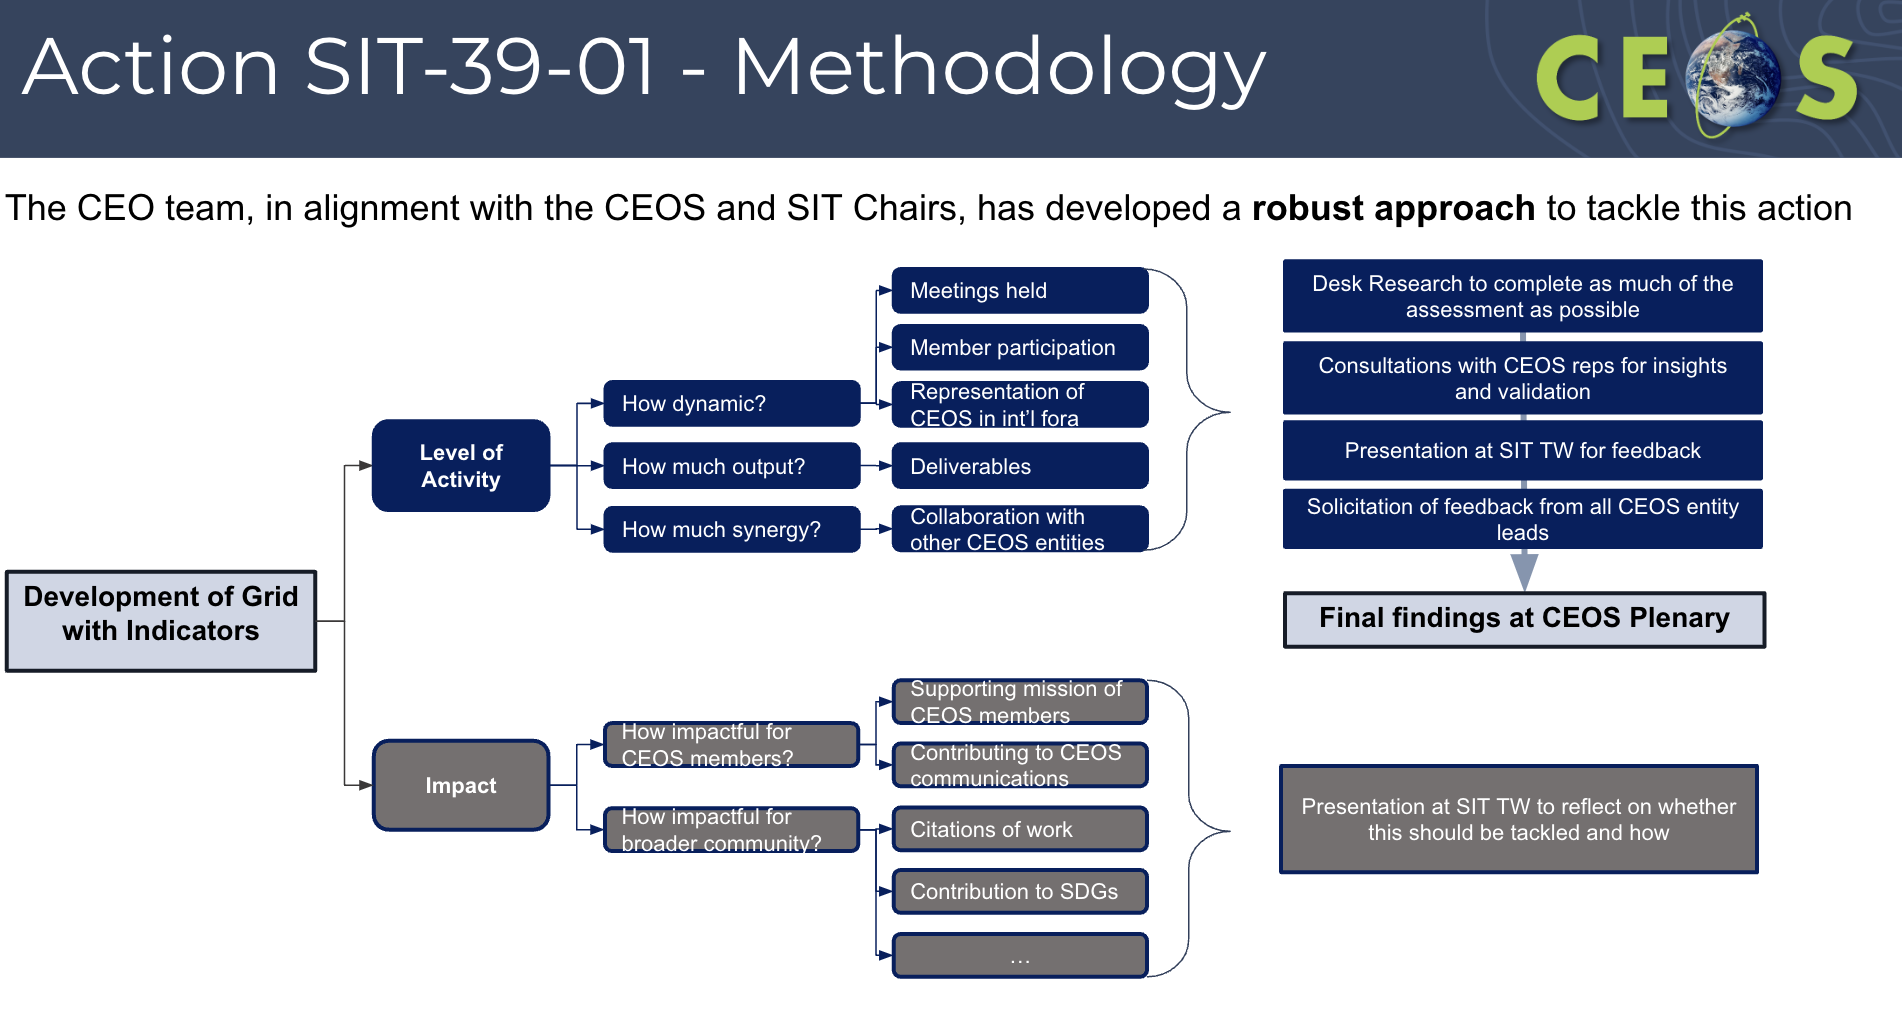 Action SIT-39-01 - Methodology
CEOS
The CEO team, in alignment with the CEOS and SIT Chairs, has developed a robust approach to tackle this action
Development of Grid
with Indicators
Level of
Activity
How dynamic?
How much output?
How much synergy?
Meetings held
Member participation
Representation of
CEOS in int'l fora
Deliverables
Collaboration with
other CEOS entities
Desk Research to complete as much of the
assessment as possible
Consultations with CEOS reps for insights
and validation
Presentation at SIT TW for feedback
Solicitation of feedback from all CEOS entity
leads
Final findings at CEOS Plenary
Impact
How impactful for
CEOS members?
How impactful for
broader community?
Supporting mission of
CEOS members
Contributing to CEOS
communications
Citations of work
Contribution to SDGs
…
Presentation at SIT TW to reflect on whether
this should be tackled and how